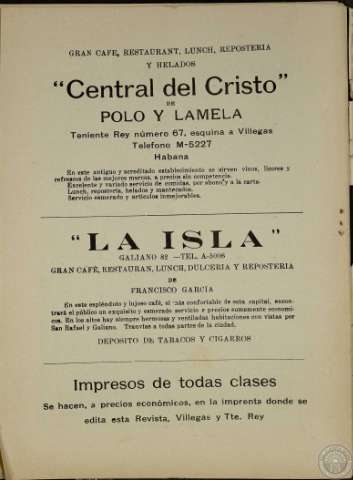 GRAN CAFE, RESTAURANT, LUNCH, REPOSTERIA
Y HELADOS
"Central del Cristo"
DE
POLO Y LAMELA
Teniente Rey número 67, esquina a Villegas
Telefono M-5227
Habana
En este antiguo y acreditado establecimiento se sirven vinos, licores y
refrescos de las mejores marcas, a precios sin competencia.
Excelente y variado servicio de comidas, por abono y a la carta.
Lunch, repostería, helados y mantecados.
Servicio esmerado y artículos inmejorables.
"LA ISLA"
GALIANO 82 —TEL. A-5006
GRAN CAFÉ, RESTAURAN, LUNCH, DULCERIA Y REPOSTERIA
DE
FRANCISCO GARCIA
En este espléndido y lujoso café, el más confortable de esta capital, encon-
trará el público un exquisito y esmerado servicio a precios sumamente económi-
cos. En los altos hay siempre hermosas y ventiladas habitaciones con vistas por
San Rafael y Galiano. Tranvías a todas partes de la ciudad.
DEPOSITO DE TABACOS Y CIGARROS
Impresos de todas clases
Se hacen, a precios económicos, en la imprenta donde se
edita esta Revista, Villegas y Tte. Rey